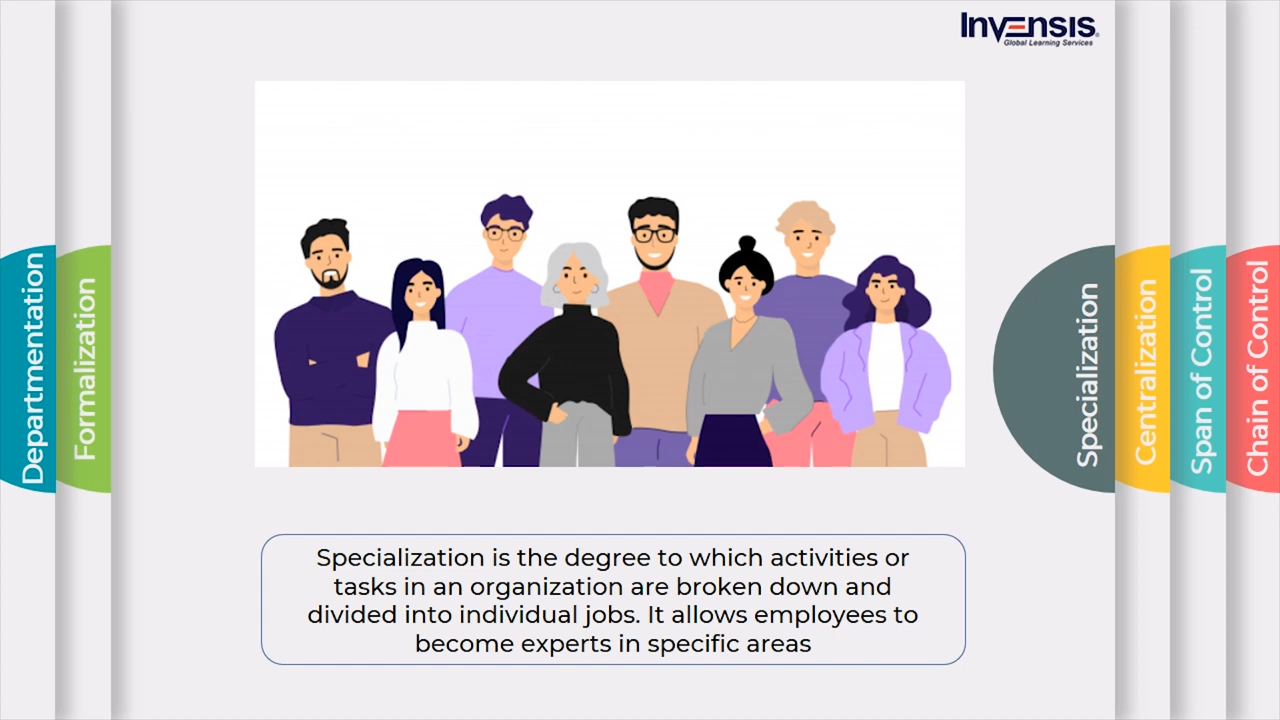 Invensis
Global Learning Services
Departmentation
Formalization
Specialization
Centralization
Span of Control
Chain of Control
Specialization is the degree to which activities or
tasks in an organization are broken down and
divided into individual jobs. It allows employees to
become experts in specific areas